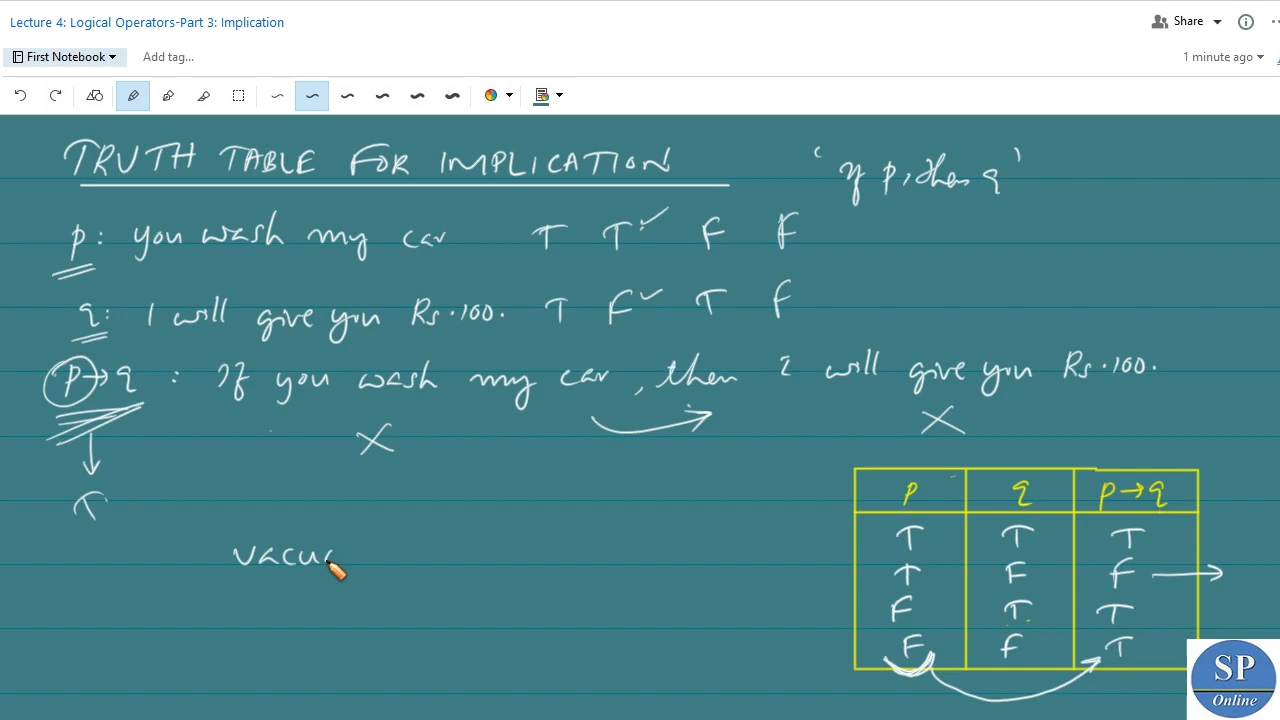 Lecture 4: Logical Operators-Part 3: Implication
Share
First Notebook
Add tag...
1 minute ago
TRUTH TABLE FOR IMPLICATION
'If p, then q'
p: you wash my car T T F F
q: I will give you Rs.100. T F T F
p→q : If you wash my car, then I will give you Rs.100.
T
vacua
p q p→q
T T T
T F F
F T T
F F T
SP
Online